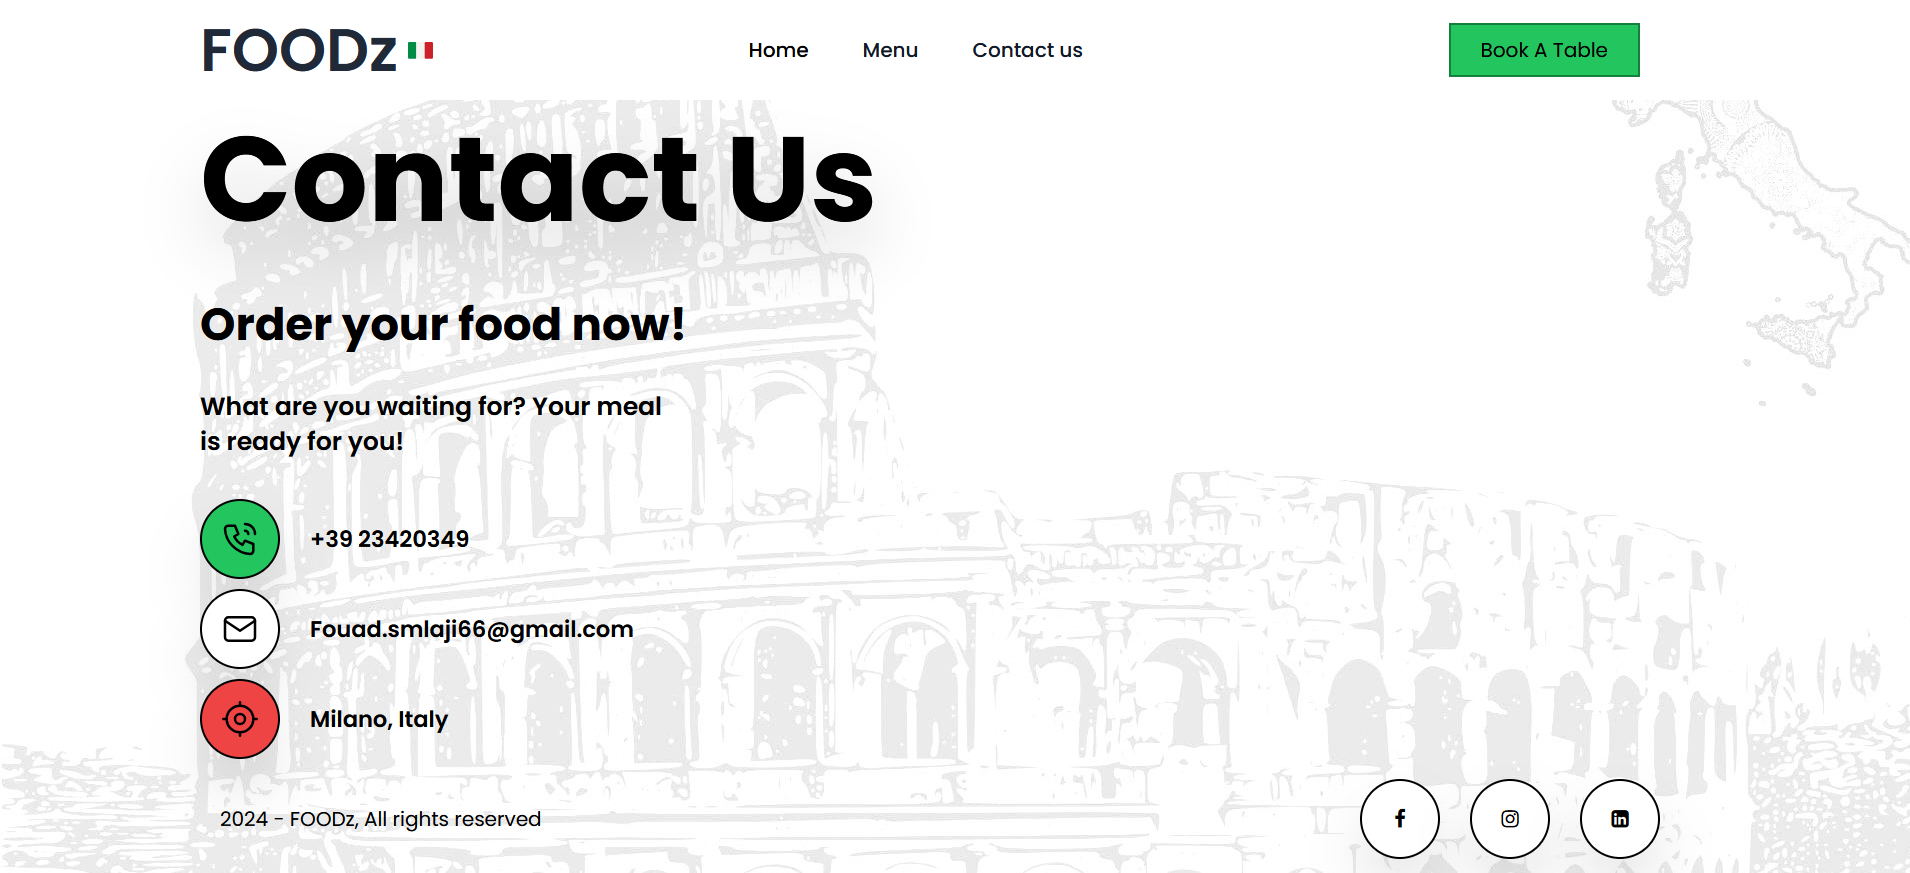 FOODz
Home
Menu
Contact us
Book A Table
Contact Us
Order your food now!
What are you waiting for? Your meal
is ready for you!
+39 23420349
Fouad.smlaji66@gmail.com
Milano, Italy
2024 - FOODz, All rights reserved